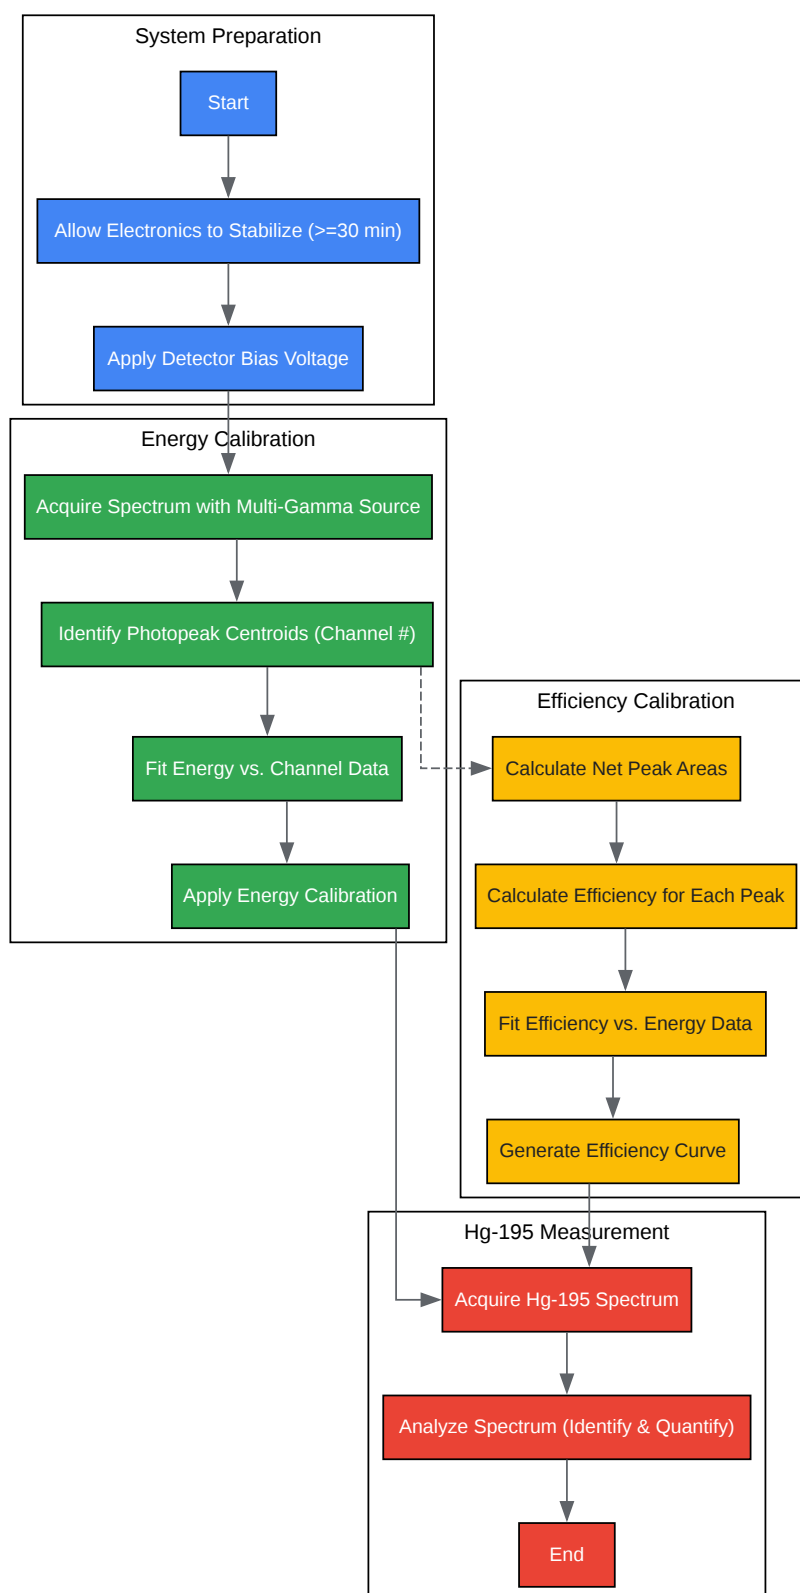 System Preparation
Start
Allow Electronics to Stabilize (>=30 min)
Apply Detector Bias Voltage
Energy Calibration
Acquire Spectrum with Multi-Gamma Source
Identify Photopeak Centroids (Channel #)
Fit Energy vs. Channel Data
Apply Energy Calibration
Efficiency Calibration
Calculate Net Peak Areas
Calculate Efficiency for Each Peak
Fit Efficiency vs. Energy Data
Generate Efficiency Curve
Hg-195 Measurement
Acquire Hg-195 Spectrum
Analyze Spectrum (Identify & Quantify)
End